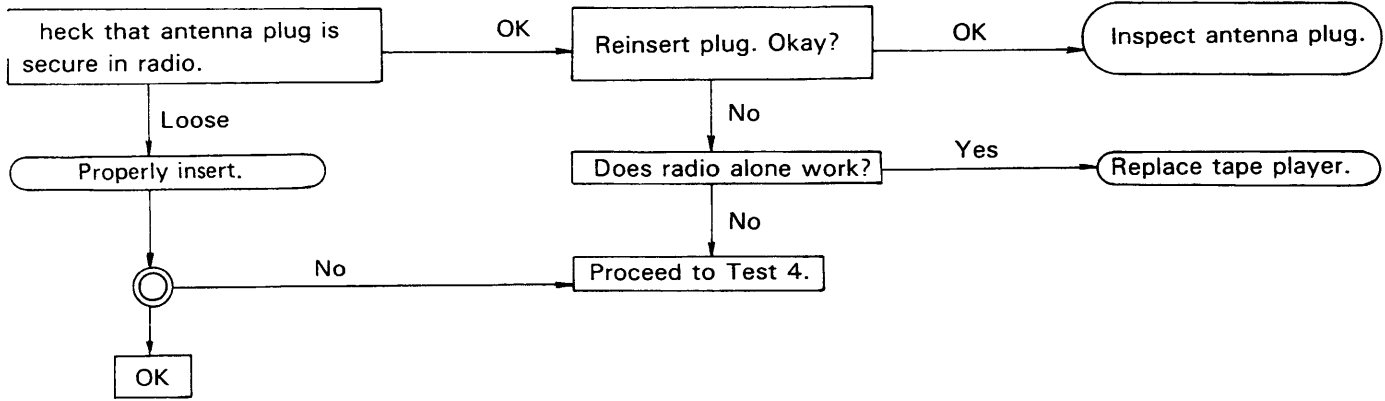 heck that antenna plug is
secure in radio.
OK
Reinsert plug. Okay?
OK
Inspect antenna plug.
Loose
No
Properly insert.
Does radio alone work?
Yes
Replace tape player.
No
No
Proceed to Test 4.
OK